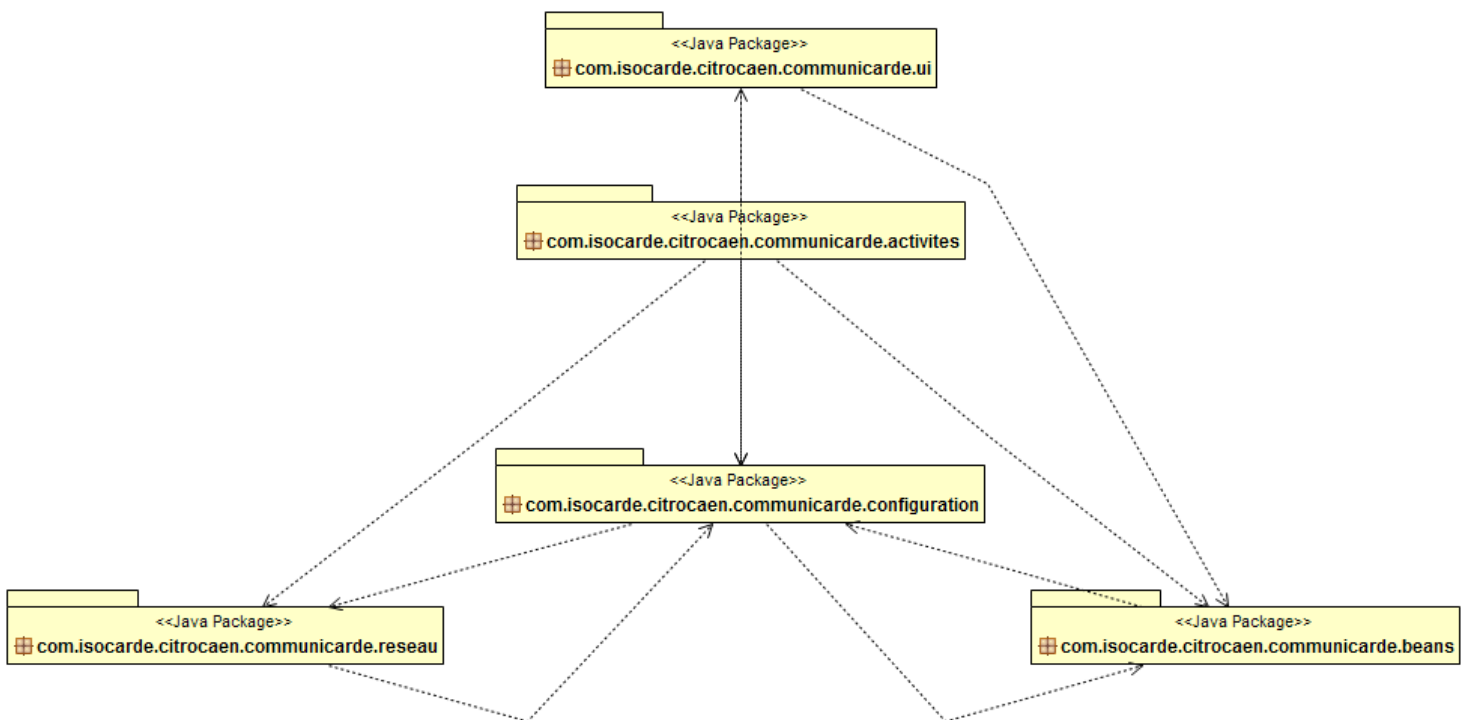 <<Java Package>>
com.isocarde.citrocaen.communicarde.ui
<<Java Package>>
com.isocarde.citrocaen.communicarde.activites
<<Java Package>>
com.isocarde.citrocaen.communicarde.configuration
<<Java Package>>
com.isocarde.citrocaen.communicarde.reseau
<<Java Package>>
com.isocarde.citrocaen.communicarde.beans